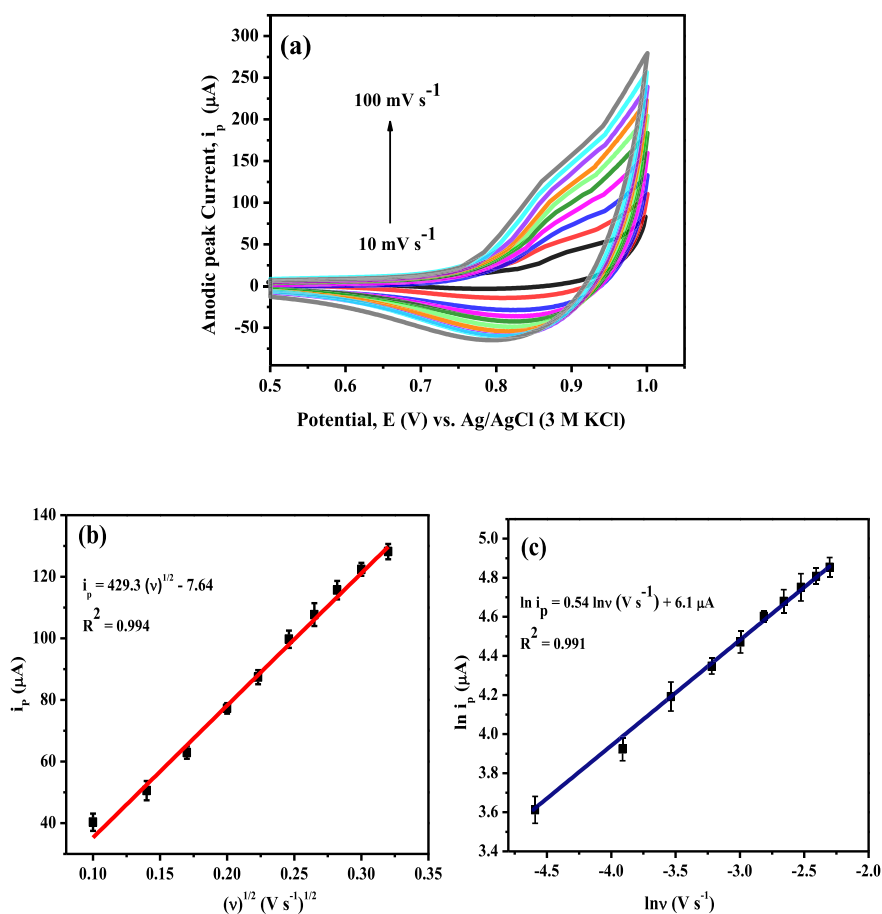 (a)
300
250
200
150
100
50
0
-50
0.5 0.6 0.7 0.8 0.9 1.0
Anodic peak Current, iₚ (μA)
100 mV s⁻¹
10 mV s⁻¹
Potential, E (V) vs. Ag/AgCl (3 M KCl)
(b)
140
120
100
80
60
40
0.10 0.15 0.20 0.25 0.30 0.35
iₚ (μA)
iₚ = 429.3 (ν)¹/² - 7.64
R² = 0.994
(ν)¹/² (V s⁻¹)¹/²
(c)
5.0
4.8
4.6
4.4
4.2
4.0
3.8
3.6
3.4
-4.5 -4.0 -3.5 -3.0 -2.5 -2.0
ln iₚ (μA)
ln iₚ = 0.54 lnν (V s⁻¹) + 6.1 μA
R² = 0.991
lnν (V s⁻¹)